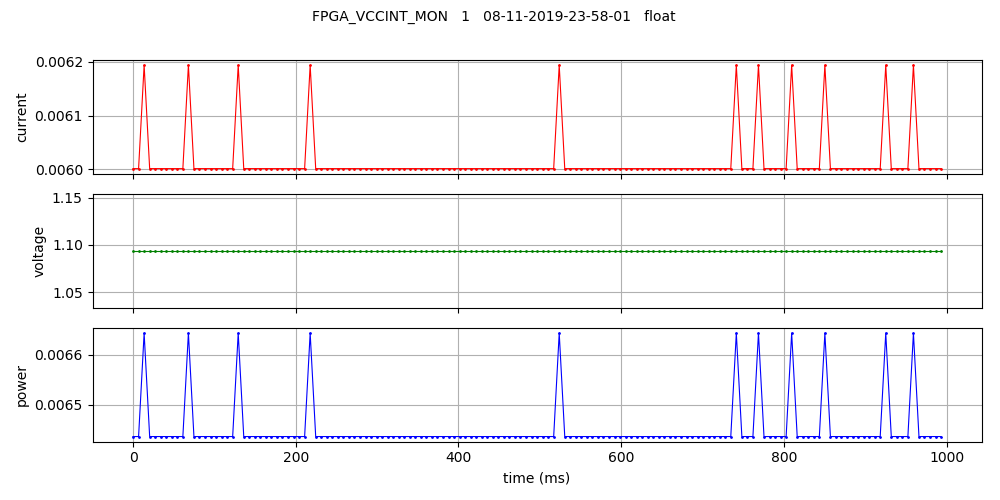 FPGA_VCCINT_MON   1   08-11-2019-23-58-01   float
0.0062
0.0061
0.0060
current
1.15
1.10
1.05
voltage
0.0066
0.0065
power
0 200 400 600 800 1000
time (ms)